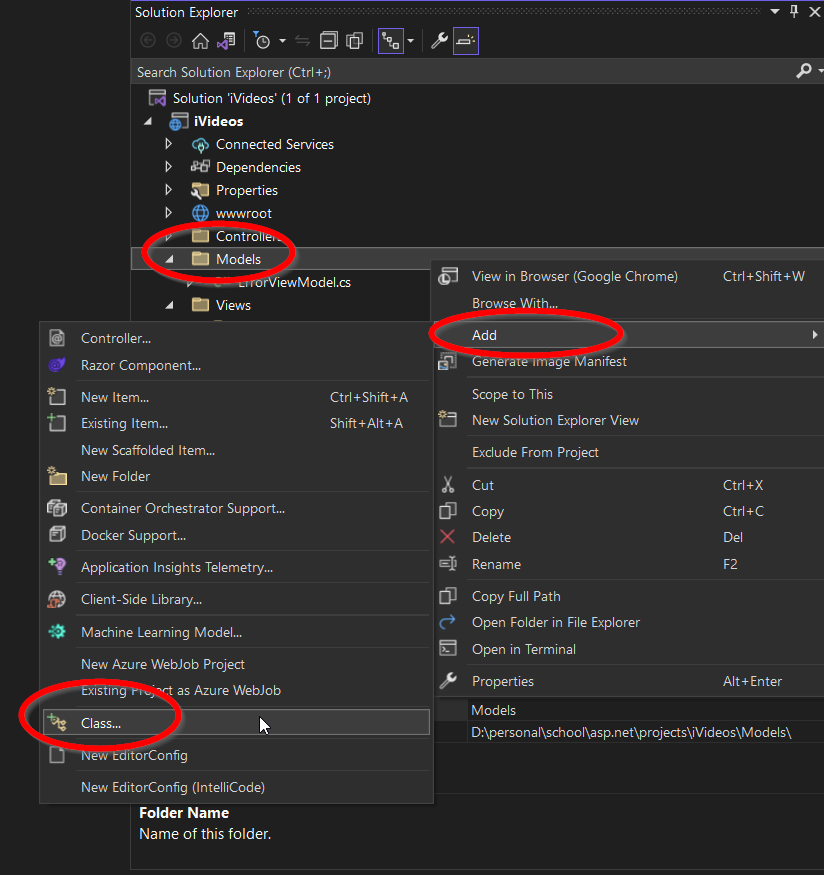 Solution Explorer
Search Solution Explorer (Ctrl+;)
Solution 'iVideos' (1 of 1 project)
iVideos
Connected Services
Dependencies
Properties
wwwroot
Controllers
Models
ErrorViewModel.cs
Views
View in Browser (Google Chrome) Ctrl+Shift+W
Browse With...
Add
Generate Image Manifest
Scope to This
New Solution Explorer View
Exclude From Project
Cut Ctrl+X
Copy Ctrl+C
Delete Del
Rename F2
Copy Full Path
Open Folder in File Explorer
Open in Terminal
Properties Alt+Enter
Controller...
Razor Component...
New Item... Ctrl+Shift+A
Existing Item... Shift+Alt+A
New Scaffolded Item...
New Folder
Container Orchestrator Support...
Docker Support...
Application Insights Telemetry...
Client-Side Library...
Machine Learning Model...
New Azure WebJob Project
Existing Project as Azure WebJob
Class...
New EditorConfig
New EditorConfig (IntelliCode)
Models
D:\personal\school\asp.net\projects\iVideos\Models\
Folder Name
Name of this folder.